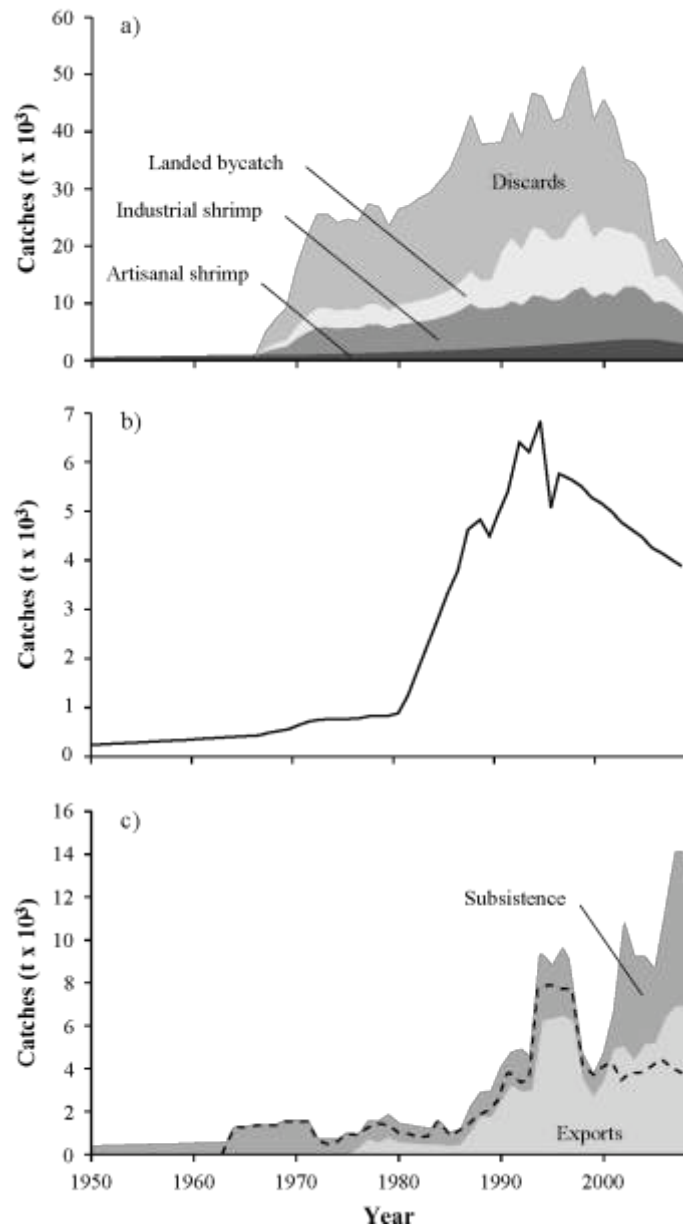 a)
60
50
40
30
20
10
0
Catches (t x 10³)
Landed bycatch
Industrial shrimp
Artisanal shrimp
Discards
b)
7
6
5
4
3
2
1
0
Catches (t x 10³)
c)
16
14
12
10
8
6
4
2
0
Catches (t x 10³)
Subsistence
Exports
1950 1960 1970 1980 1990 2000
Year